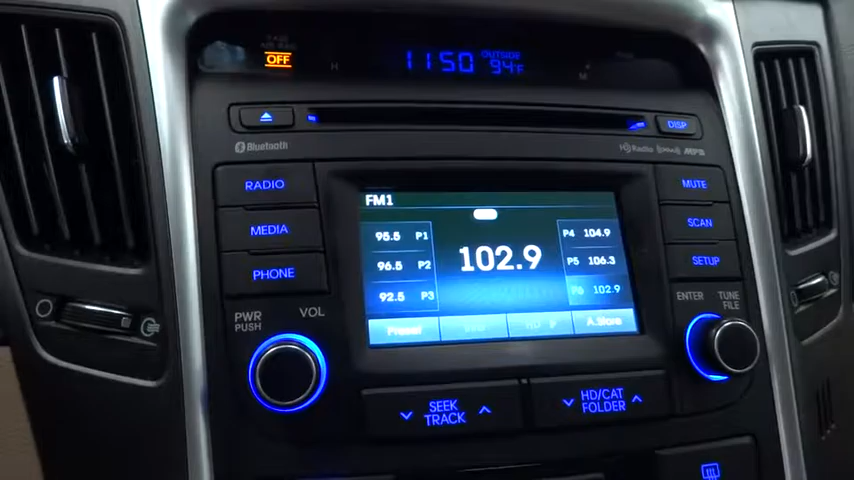 OFF
11:50
OUTSIDE
94°F
DISP
Bluetooth
HD Radio
MP3
RADIO
MEDIA
PHONE
MUTE
SCAN
SETUP
FM1
95.5 P1
96.5 P2
92.5 P3
102.9
P4 104.9
P5 106.3
P6 102.9
Preset
A.Store
PWR
PUSH
VOL
ENTER
TUNE
FILE
SEEK
TRACK
HD/CAT
FOLDER